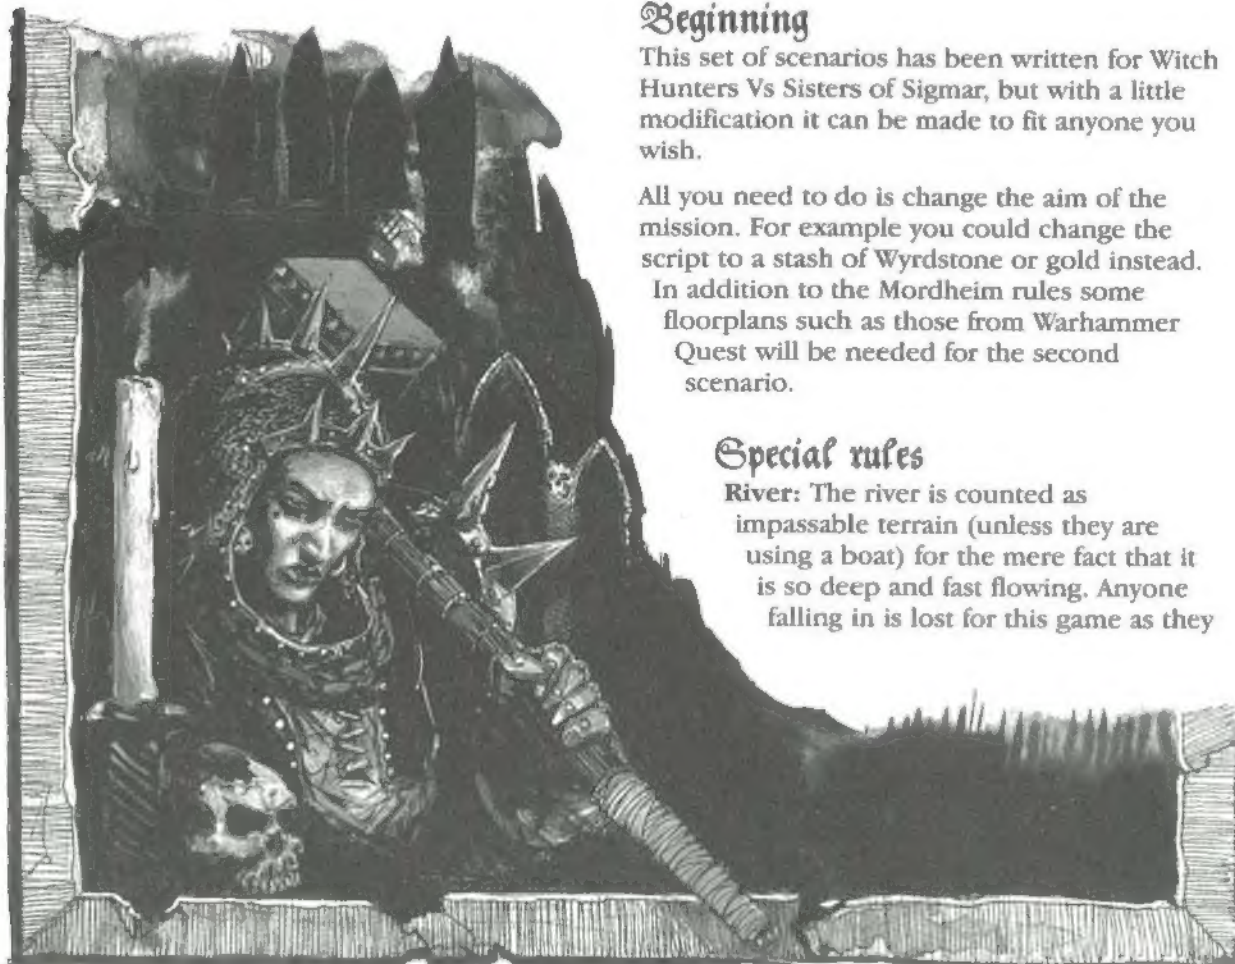 Beginning
This set of scenarios has been written for Witch
Hunters Vs Sisters of Sigmar, but with a little
modification it can be made to fit anyone you
wish.
All you need to do is change the aim of the
mission. For example you could change the
script to a stash of Wyrdstone or gold instead.
In addition to the Mordheim rules some
floorplans such as those from Warhammer
Quest will be needed for the second
scenario.
Special rules
River: The river is counted as
impassable terrain (unless they are
using a boat) for the mere fact that it
is so deep and fast flowing. Anyone
falling in is lost for this game as they